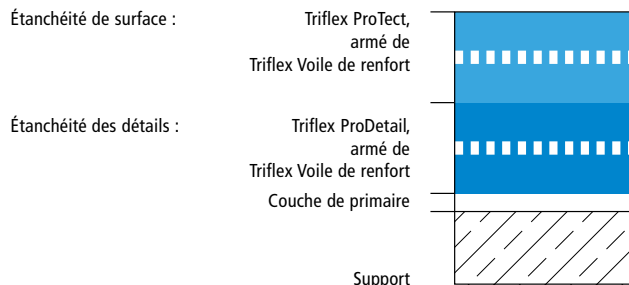 Étanchéité de surface :
Triflex ProTect,
armé de
Triflex Voile de renfort
Étanchéité des détails :
Triflex ProDetail,
armé de
Triflex Voile de renfort
Couche de primaire
Support